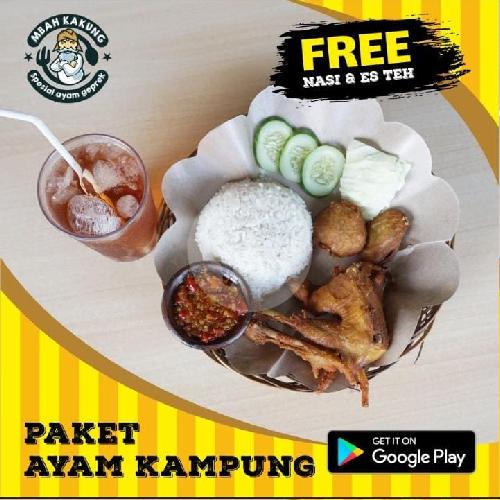 MBAH KAKUNG
Spesial ayam geprek
FREE
NASI & ES TEH
PAKET
AYAM KAMPUNG
GET IT ON
Google Play